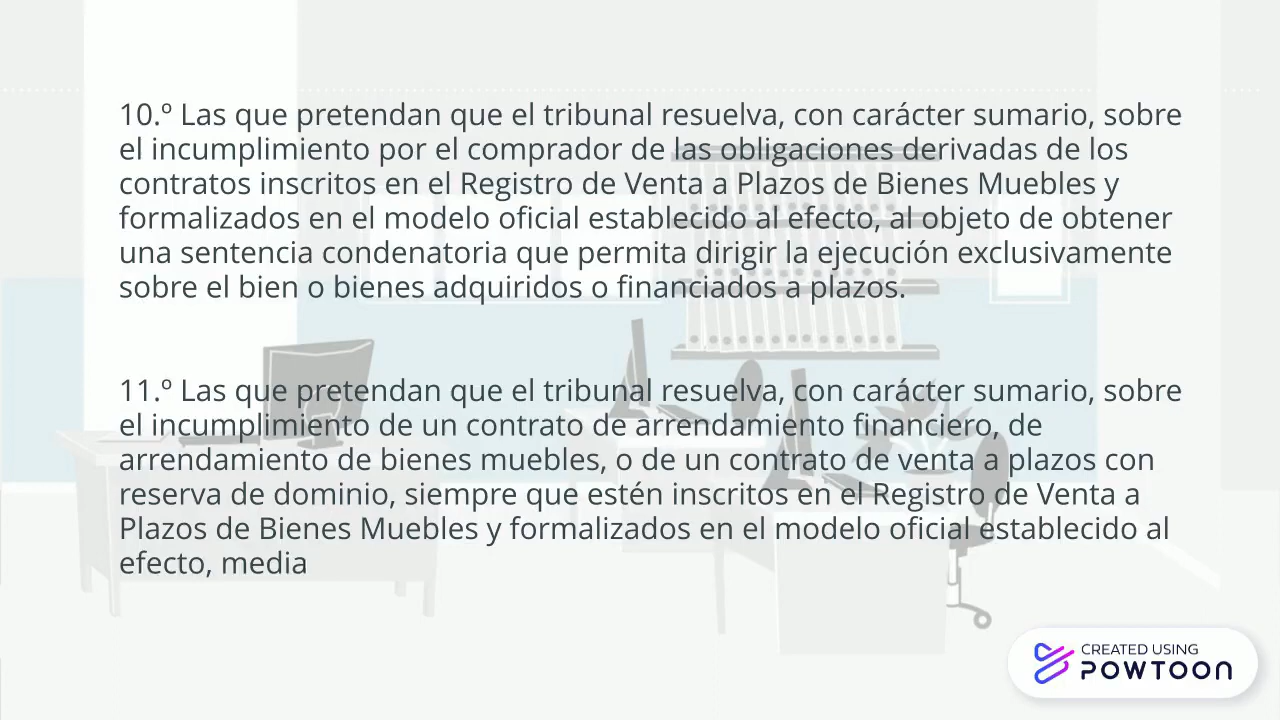 10.º Las que pretendan que el tribunal resuelva, con carácter sumario, sobre
el incumplimiento por el comprador de las obligaciones derivadas de los
contratos inscritos en el Registro de Venta a Plazos de Bienes Muebles y
formalizados en el modelo oficial establecido al efecto, al objeto de obtener
una sentencia condenatoria que permita dirigir la ejecución exclusivamente
sobre el bien o bienes adquiridos o financiados a plazos.
11.º Las que pretendan que el tribunal resuelva, con carácter sumario, sobre
el incumplimiento de un contrato de arrendamiento financiero, de
arrendamiento de bienes muebles, o de un contrato de venta a plazos con
reserva de dominio, siempre que estén inscritos en el Registro de Venta a
Plazos de Bienes Muebles y formalizados en el modelo oficial establecido al
efecto, media
CREATED USING
POWTOON